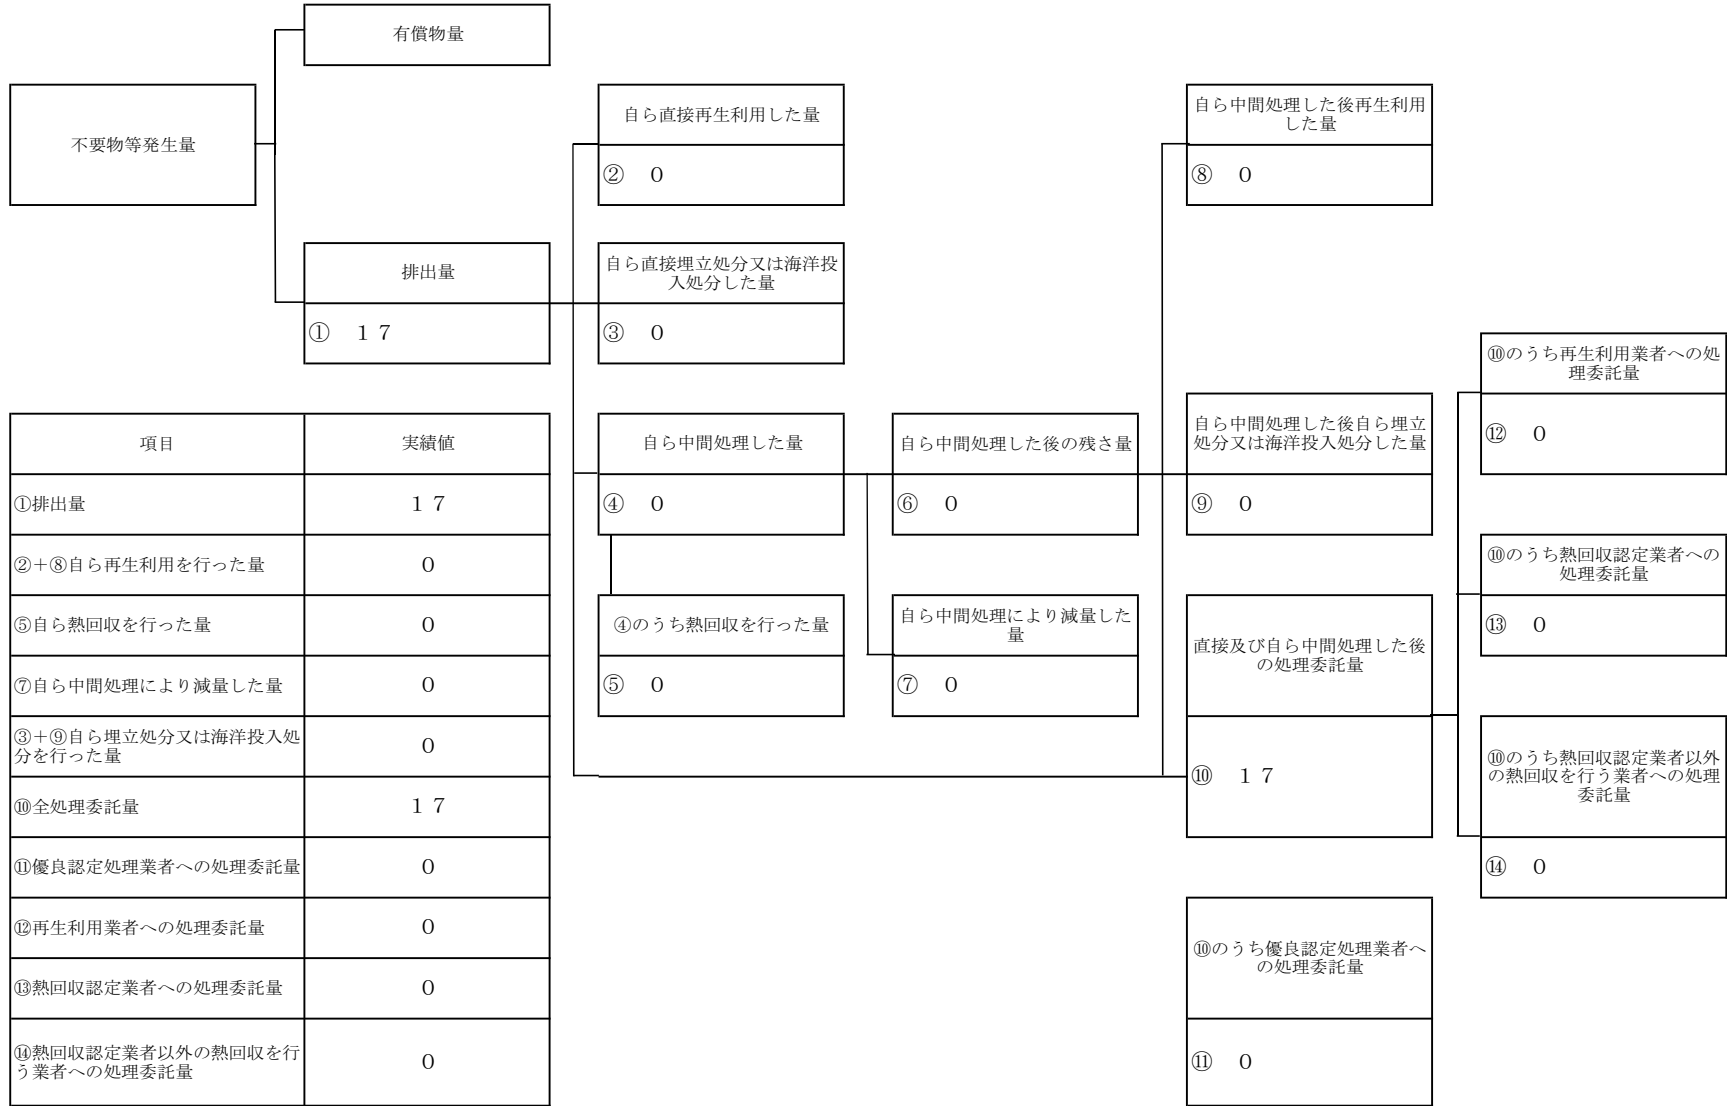 有償物量
不要物等発生量
自ら直接再生利用した量
②　０
自ら中間処理した後再生利用
した量
⑧　０
排出量
①　１７
自ら直接埋立処分又は海洋投
入処分した量
③　０
⑩のうち再生利用業者への処
理委託量
⑫　０
自ら中間処理した量
④　０
自ら中間処理した後の残さ量
⑥　０
自ら中間処理した後自ら埋立
処分又は海洋投入処分した量
⑨　０
⑩のうち熱回収認定業者への
処理委託量
⑬　０
④のうち熱回収を行った量
⑤　０
自ら中間処理により減量した
量
⑦　０
直接及び自ら中間処理した後
の処理委託量
⑩　１７
⑩のうち熱回収認定業者以外
の熱回収を行う業者への処理
委託量
⑭　０
⑩のうち優良認定処理業者へ
の処理委託量
⑪　０
項目　実績値
①排出量　１７
②＋⑧自ら再生利用を行った量　０
⑤自ら熱回収を行った量　０
⑦自ら中間処理により減量した量　０
③＋⑨自ら埋立処分又は海洋投入処
分を行った量　０
⑩全処理委託量　１７
⑪優良認定処理業者への処理委託量　０
⑫再生利用業者への処理委託量　０
⑬熱回収認定業者への処理委託量　０
⑭熱回収認定業者以外の熱回収を行
う業者への処理委託量　０